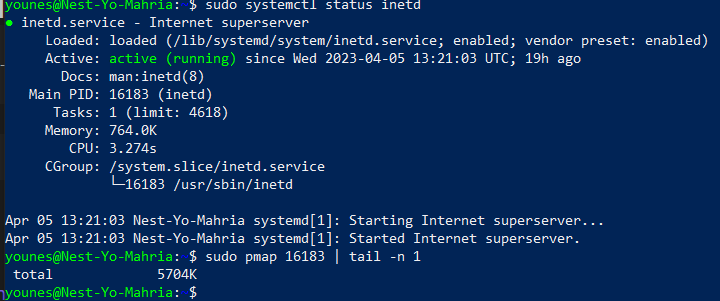 younes@Nest-Yo-Mahria: $ sudo systemctl status inetd
● inetd.service - Internet superserver
Loaded: loaded (/lib/systemd/system/inetd.service; enabled; vendor preset: enabled)
Active: active (running) since Wed 2023-04-05 13:21:03 UTC; 19h ago
Docs: man:inetd(8)
Main PID: 16183 (inetd)
Tasks: 1 (limit: 4618)
Memory: 764.0K
CPU: 3.274s
CGroup: /system.slice/inetd.service
└─16183 /usr/sbin/inetd
Apr 05 13:21:03 Nest-Yo-Mahria systemd[1]: Starting Internet superserver...
Apr 05 13:21:03 Nest-Yo-Mahria systemd[1]: Started Internet superserver.
younes@Nest-Yo-Mahria: $ sudo pmap 16183 | tail -n 1
total 5704K
younes@Nest-Yo-Mahria: $